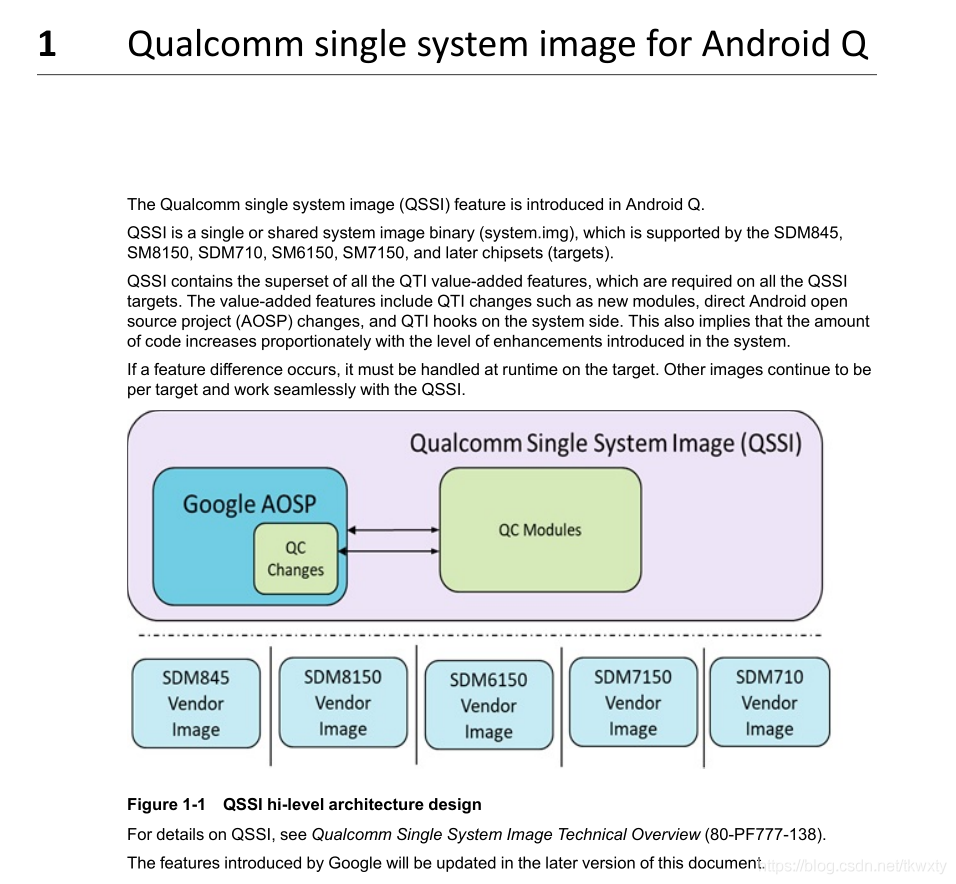 1 Qualcomm single system image for Android Q
The Qualcomm single system image (QSSI) feature is introduced in Android Q.
QSSI is a single or shared system image binary (system.img), which is supported by the SDM845,
SM8150, SDM710, SM6150, SM7150, and later chipsets (targets).
QSSI contains the superset of all the QTI value-added features, which are required on all the QSSI
targets. The value-added features include QTI changes such as new modules, direct Android open
source project (AOSP) changes, and QTI hooks on the system side. This also implies that the amount
of code increases proportionately with the level of enhancements introduced in the system.
If a feature difference occurs, it must be handled at runtime on the target. Other images continue to be
per target and work seamlessly with the QSSI.
Qualcomm Single System Image (QSSI)
Google AOSP
QC
Changes
QC Modules
SDM845
Vendor
Image
SDM8150
Vendor
Image
SDM6150
Vendor
Image
SDM7150
Vendor
Image
SDM710
Vendor
Image
Figure 1-1 QSSI hi-level architecture design
For details on QSSI, see Qualcomm Single System Image Technical Overview (80-PF777-138).
The features introduced by Google will be updated in the later version of this document.
https://blog.csdn.net/tkwxty